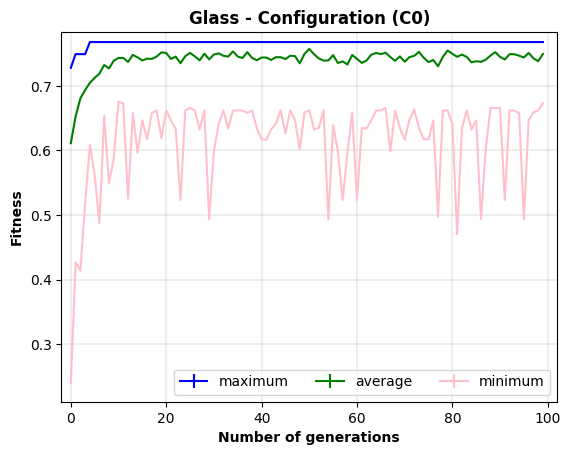 Glass - Configuration (C0)
Fitness
0.7
0.6
0.5
0.4
0.3
maximum average minimum
0 20 40 60 80 100
Number of generations